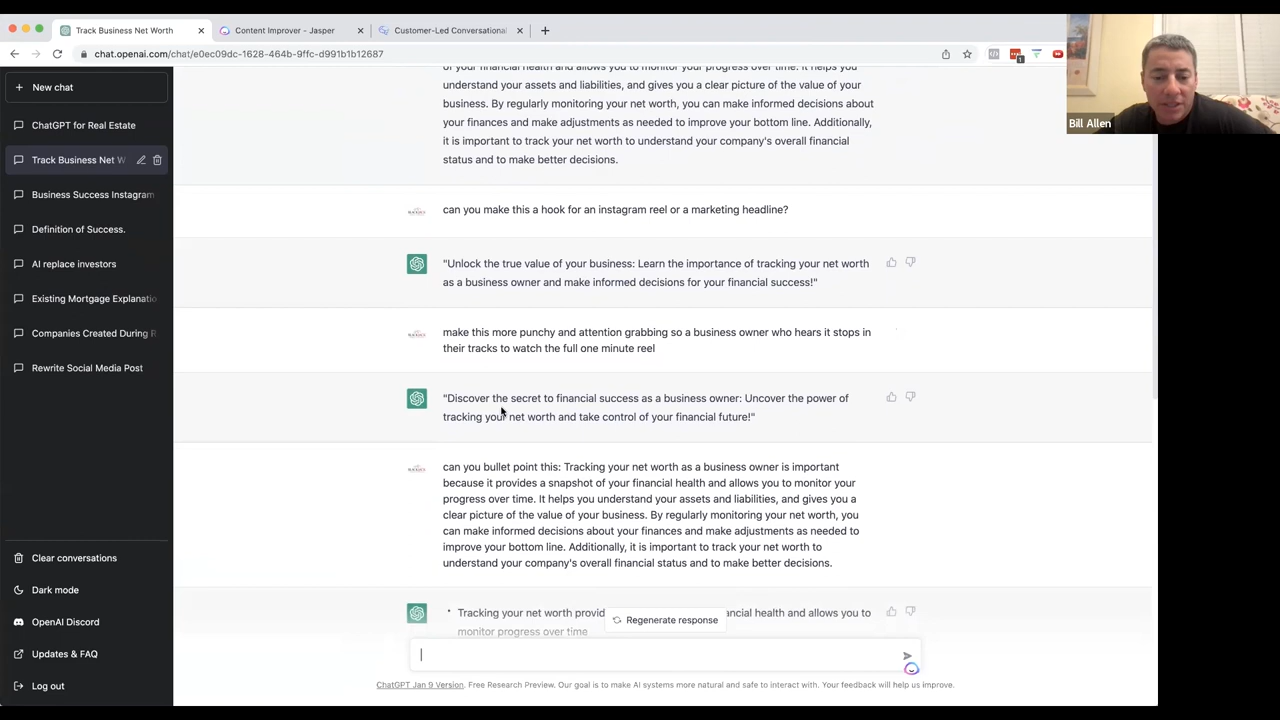 Track Business Net Worth
Content Improver - Jasper
Customer-Led Conversational
chat.openai.com/chat/e0ec09dc-1628-464b-9ffc-d991b1b12687
1
Bill Allen
New chat
ChatGPT for Real Estate
Track Business Net W
Business Success Instagram
Definition of Success.
AI replace investors
Existing Mortgage Explanatio
Companies Created During R
Rewrite Social Media Post
Clear conversations
Dark mode
OpenAI Discord
Updates & FAQ
Log out
of your financial health and allows you to monitor your progress over time. It helps you
understand your assets and liabilities, and gives you a clear picture of the value of your
business. By regularly monitoring your net worth, you can make informed decisions about
your finances and make adjustments as needed to improve your bottom line. Additionally,
it is important to track your net worth to understand your company's overall financial
status and to make better decisions.
can you make this a hook for an instagram reel or a marketing headline?
"Unlock the true value of your business: Learn the importance of tracking your net worth
as a business owner and make informed decisions for your financial success!"
make this more punchy and attention grabbing so a business owner who hears it stops in
their tracks to watch the full one minute reel
"Discover the secret to financial success as a business owner: Uncover the power of
tracking your net worth and take control of your financial future!"
can you bullet point this: Tracking your net worth as a business owner is important
because it provides a snapshot of your financial health and allows you to monitor your
progress over time. It helps you understand your assets and liabilities, and gives you a
clear picture of the value of your business. By regularly monitoring your net worth, you
can make informed decisions about your finances and make adjustments as needed to
improve your bottom line. Additionally, it is important to track your net worth to
understand your company's overall financial status and to make better decisions.
• Tracking your net worth provid ancial health and allows you to
monitor progress over time
Regenerate response
ChatGPT Jan 9 Version. Free Research Preview. Our goal is to make AI systems more natural and safe to interact with. Your feedback will help us improve.